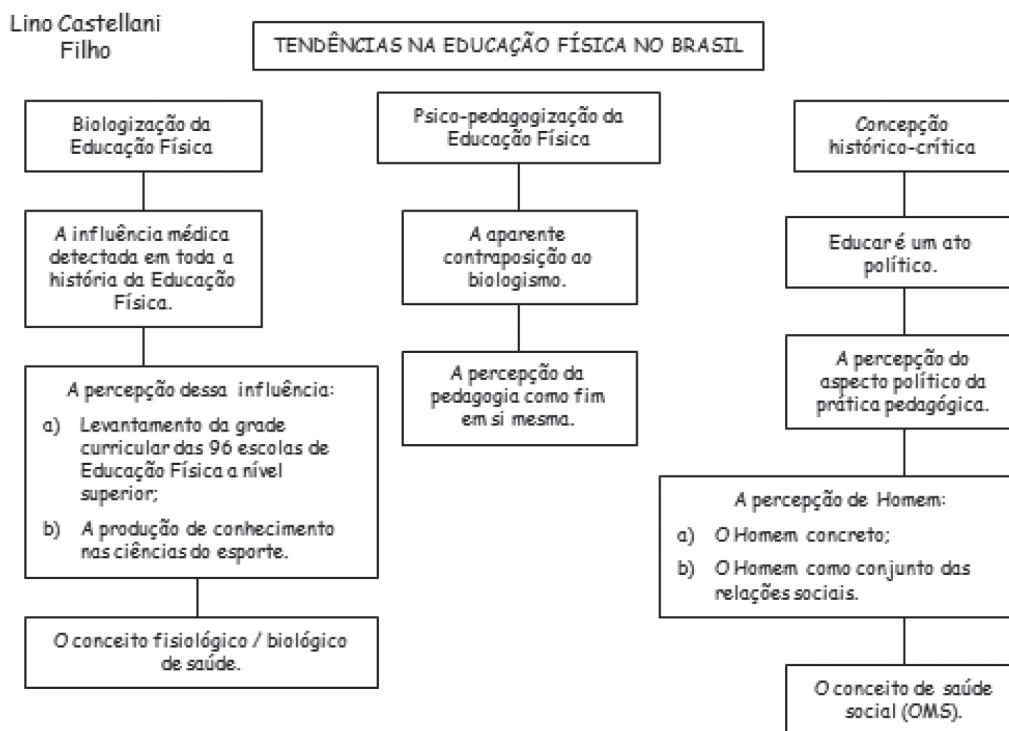 Lino Castellani
Filho
TENDÊNCIAS NA EDUCAÇÃO FÍSICA NO BRASIL
Biologização da
Educação Física
A influência médica
detectada em toda a
história da Educação
Física.
A percepção dessa influência:
a) Levantamento da grade
curricular das 96 escolas de
Educação Física a nível
superior;
b) A produção de conhecimento
nas ciências do esporte.
O conceito fisiológico / biológico
de saúde.
Psico-pedagogização da
Educação Física
A aparente
contraposição ao
biologismo.
A percepção da
pedagogia como fim
em si mesma.
Concepção
histórico-crítica
Educar é um ato
político.
A percepção do
aspecto político da
prática pedagógica.
A percepção de Homem:
a) O Homem concreto;
b) O Homem como conjunto das
relações sociais.
O conceito de saúde
social (OMS).